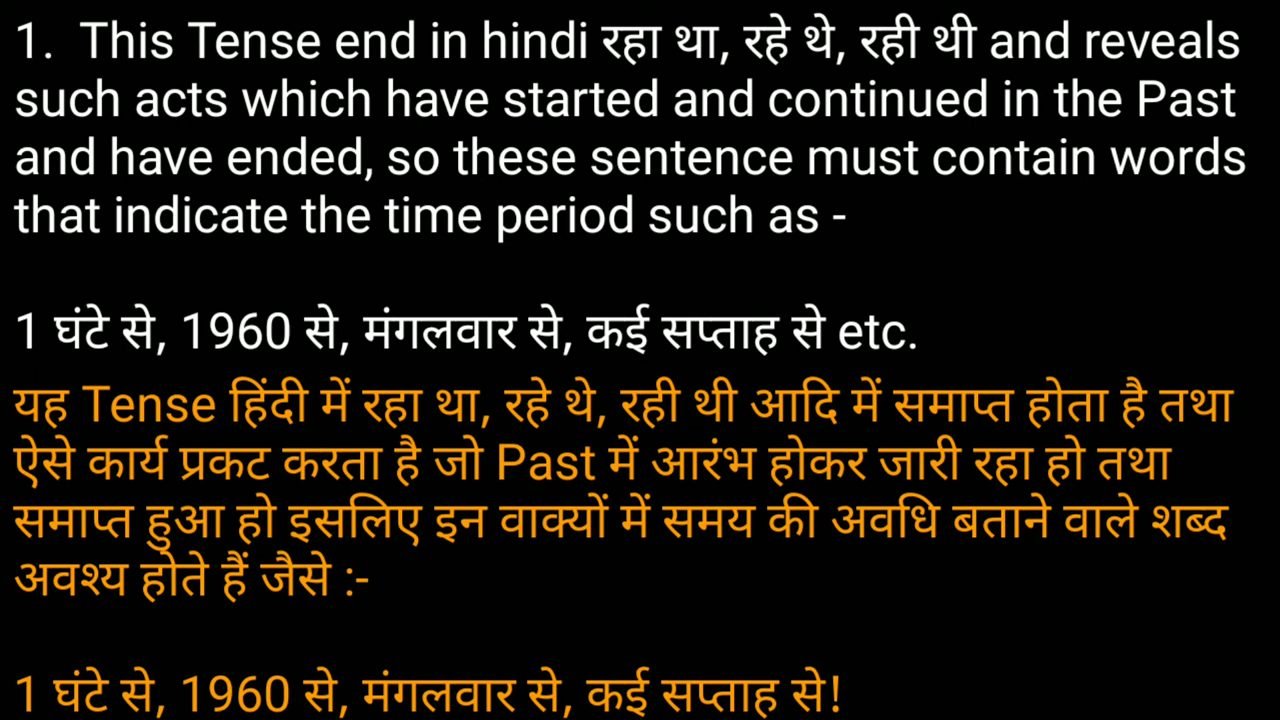 1. This Tense end in hindi रहा था, रहे थे, रही थी and reveals
such acts which have started and continued in the Past
and have ended, so these sentence must contain words
that indicate the time period such as -
1 घंटे से, 1960 से, मंगलवार से, कई सप्ताह से etc.
यह Tense हिंदी में रहा था, रहे थे, रही थी आदि में समाप्त होता है तथा
ऐसे कार्य प्रकट करता है जो Past में आरंभ होकर जारी रहा हो तथा
समाप्त हुआ हो इसलिए इन वाक्यों में समय की अवधि बताने वाले शब्द
अवश्य होते हैं जैसे :-
1 घंटे से, 1960 से, मंगलवार से, कई सप्ताह से!